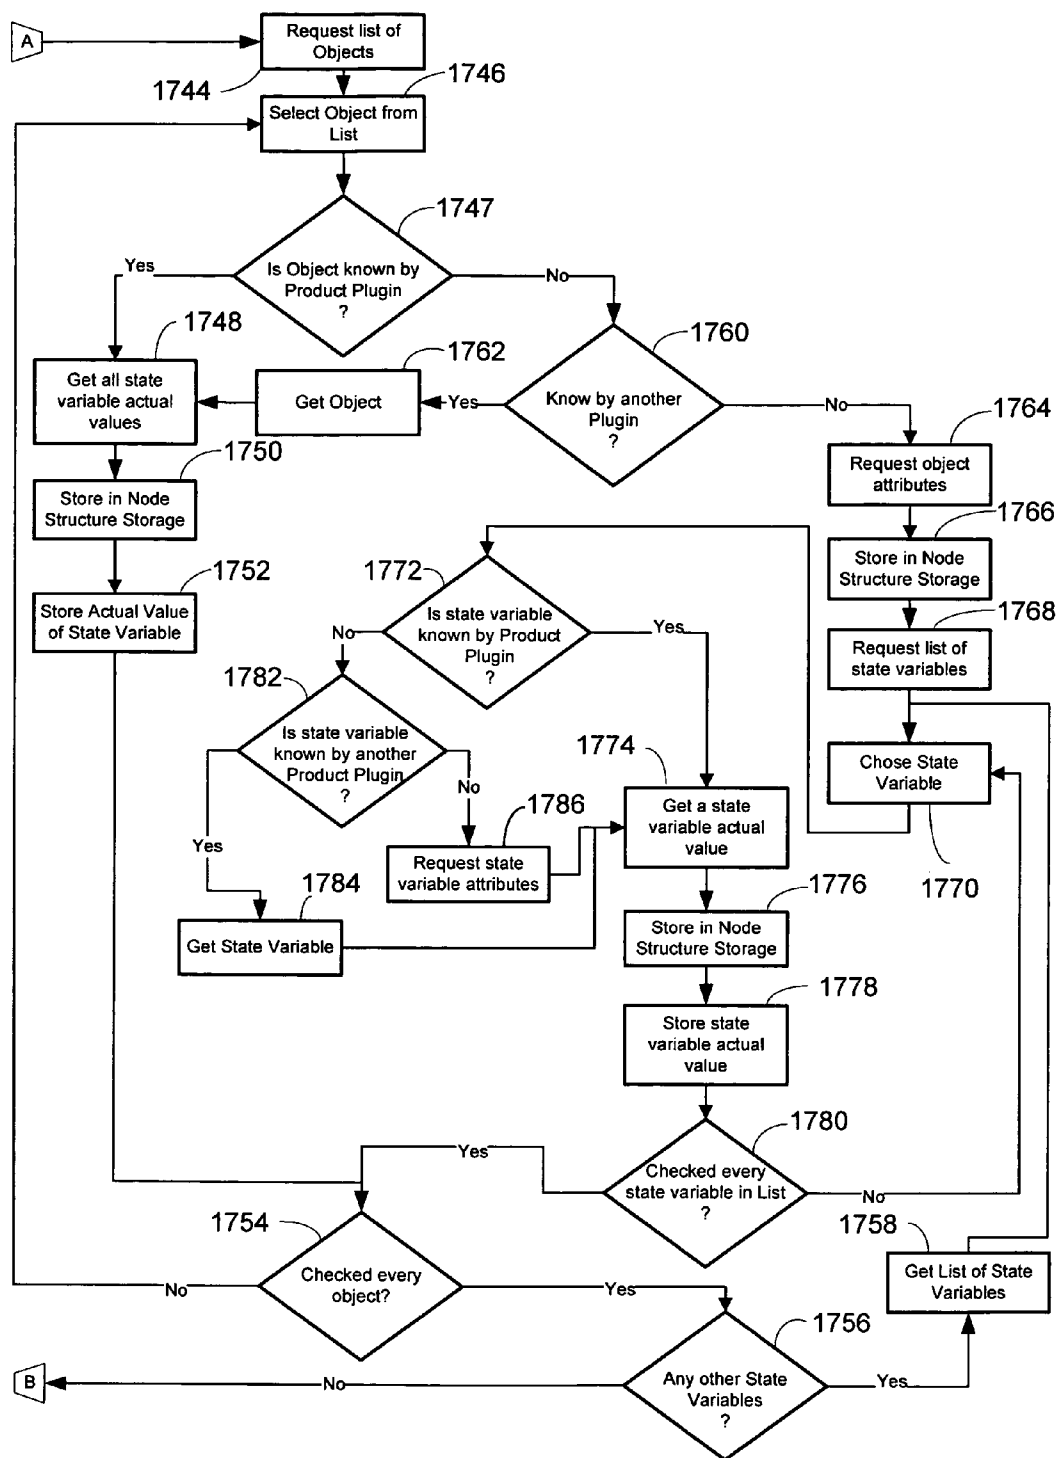 A
Request list of
Objects
1744
1746
Select Object from
List
1747
Is Object known by
Product Plugin
?
Yes
No
1748
Get all state
variable actual
values
1762
Get Object
Yes
1760
Know by another
Plugin
?
No
1764
Request object
attributes
1750
Store in Node
Structure Storage
1766
Store in Node
Structure Storage
1752
Store Actual Value
of State Variable
1772
Is state variable
known by Product
Plugin
?
No
Yes
1768
Request list of
state variables
1782
Is state variable
known by another
Product Plugin
?
Yes
No
1774
Get a state
variable actual
value
Chose State
Variable
1770
1786
Request state
variable attributes
1784
Get State Variable
1776
Store in Node
Structure Storage
1778
Store state
variable actual
value
1780
Checked every
state variable in List
?
Yes
No
1754
Checked every
object?
No
Yes
1758
Get List of State
Variables
1756
Any other State
Variables
?
Yes
No
B